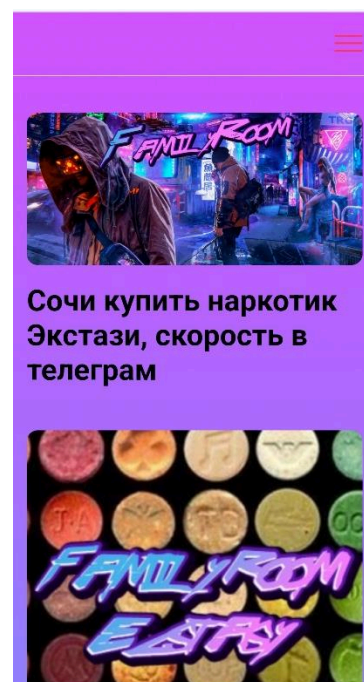 FAMILYROOM
Сочи купить наркотик
Экстази, скорость в
телеграм
FAMILYROOM
ECSTASY